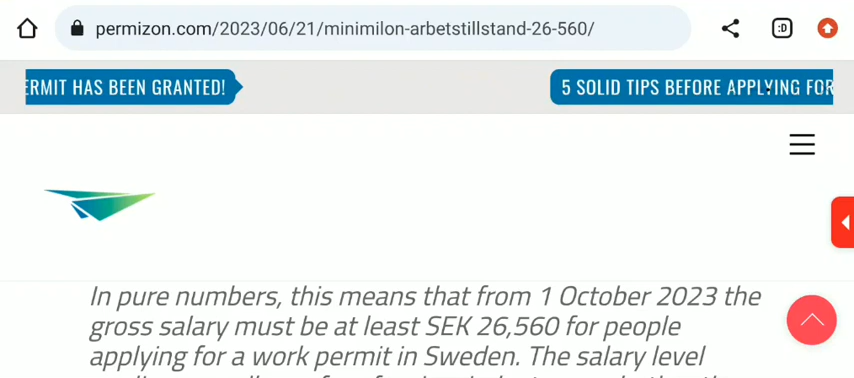 permizon.com/2023/06/21/minimilon-arbetstillstand-26-560/
:D
ERMIT HAS BEEN GRANTED!
5 SOLID TIPS BEFORE APPLYING FOR
In pure numbers, this means that from 1 October 2023 the
gross salary must be at least SEK 26,560 for people
applying for a work permit in Sweden. The salary level